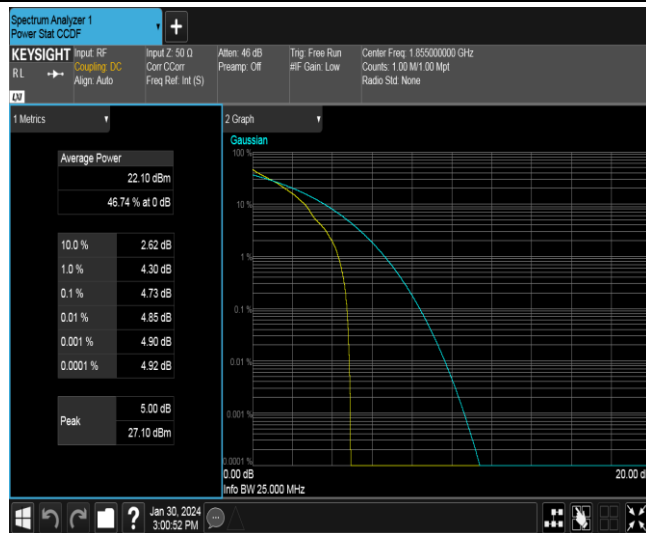 Spectrum Analyzer 1
Power Stat CCDF
+
KEYSIGHT
RL
LXI
Input: RF
Coupling: DC
Align: Auto
Input Z: 50 Ω
Corr CCorr
Freq Ref: Int (S)
Atten: 46 dB
Preamp: Off
Trig: Free Run
#IF Gain: Low
Center Freq: 1.855000000 GHz
Counts: 1.00 M/1.00 Mpt
Radio Std: None
1 Metrics
Average Power
22.10 dBm
46.74 % at 0 dB
10.0 % 2.62 dB
1.0 % 4.30 dB
0.1 % 4.73 dB
0.01 % 4.85 dB
0.001 % 4.90 dB
0.0001 % 4.92 dB
Peak
5.00 dB
27.10 dBm
2 Graph
Gaussian
100 %
10 %
1 %
0.1 %
0.01 %
0.001 %
0.0001 %
0.00 dB 20.00 d
Info BW 25.000 MHz
?
Jan 30, 2024
3:00:52 PM